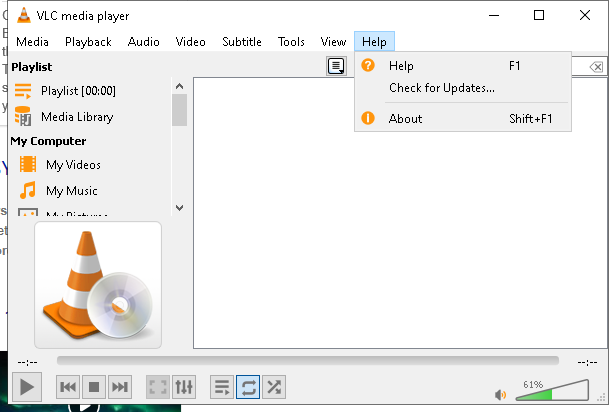 VLC media player
Media Playback Audio Video Subtitle Tools View Help
Playlist
Playlist [00:00]
Media Library
My Computer
My Videos
My Music
My Pictures
Help F1
Check for Updates...
About Shift+F1
--:-- --:--
61%